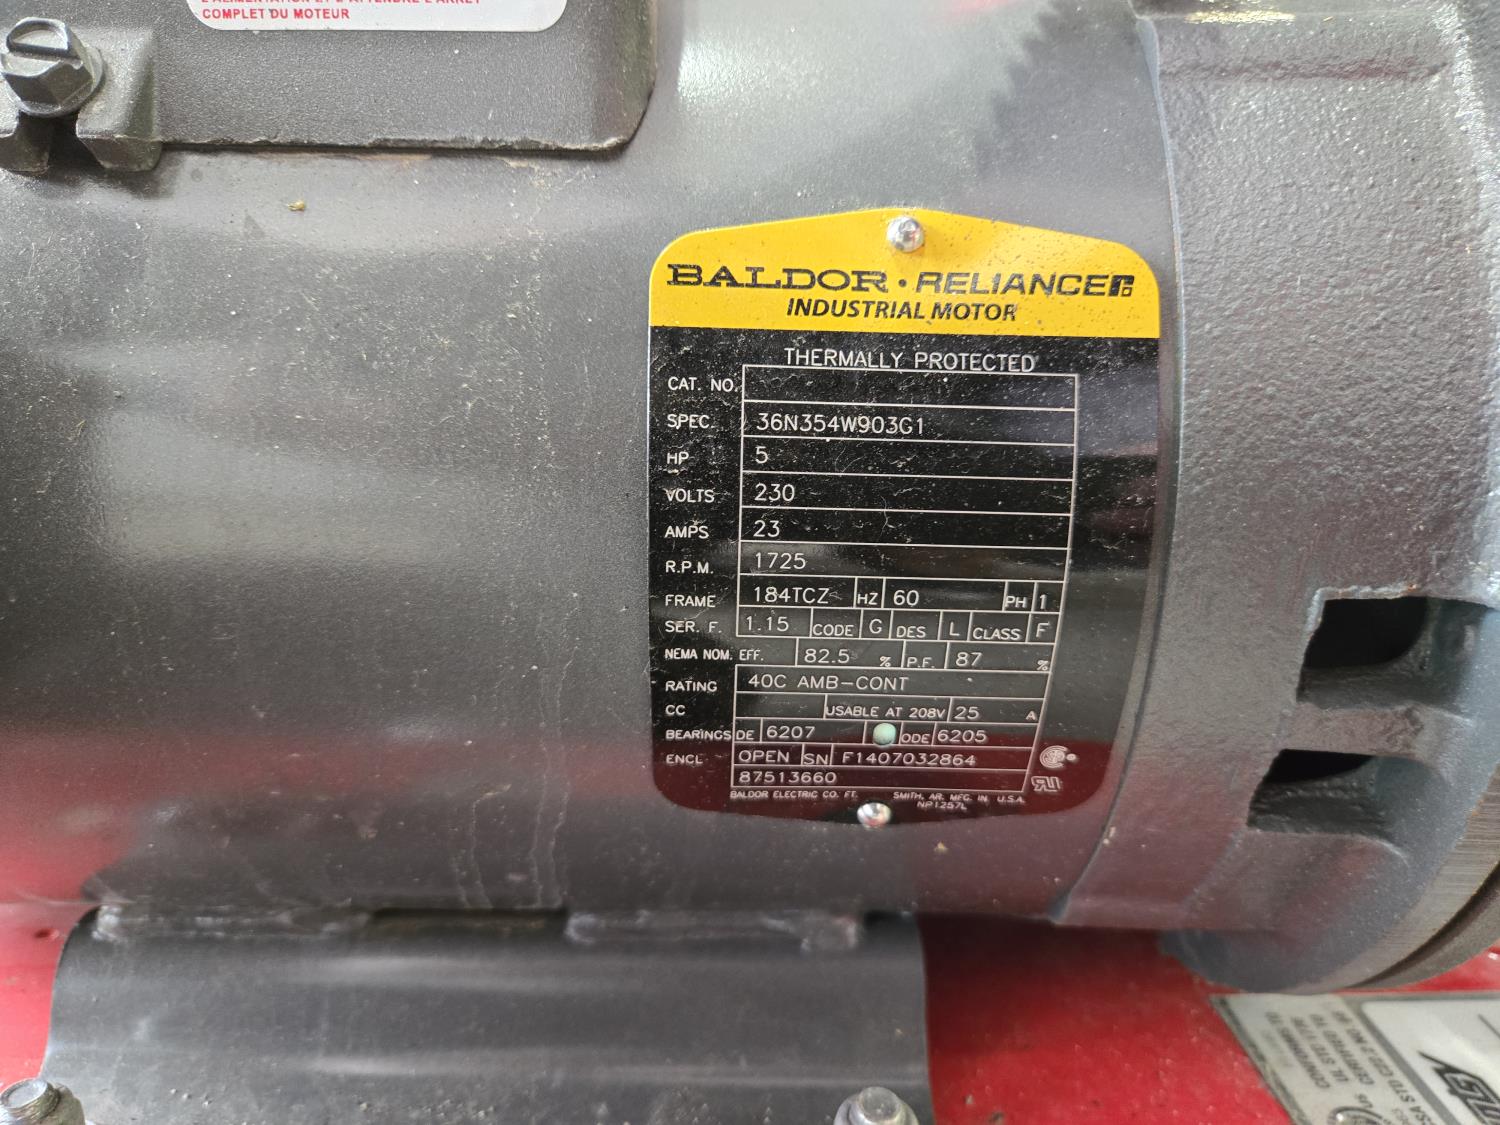 COMPLET DU MOTEUR
BALDOR · RELIANCE
INDUSTRIAL MOTOR
THERMALLY PROTECTED
CAT. NO.
SPEC. 36N354W903G1
HP 5
VOLTS 230
AMPS 23
R.P.M. 1725
FRAME 184TCZ HZ 60 PH 1
SER. F. 1.15 CODE G DES L CLASS F
NEMA NOM. EFF. 82.5 % P.F. 87 %
RATING 40C AMB-CONT
CC USABLE AT 208V 25 A
BEARINGS DE 6207 ODE 6205
ENCL OPEN SN F1407032864
87513660
BALDOR ELECTRIC CO. FT. SMITH, AR. MFG. IN U.S.A.
NP1257L